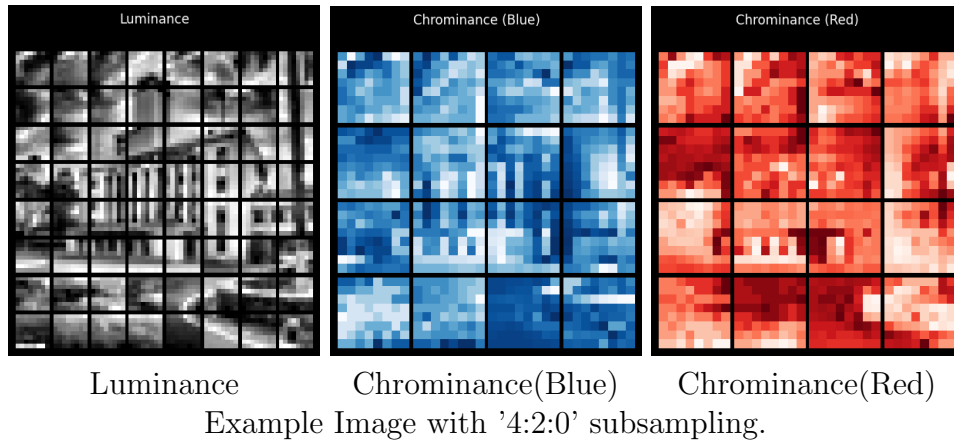 Luminance
Chrominance (Blue)
Chrominance (Red)
Luminance
Chrominance(Blue)
Chrominance(Red)
Example Image with '4:2:0' subsampling.